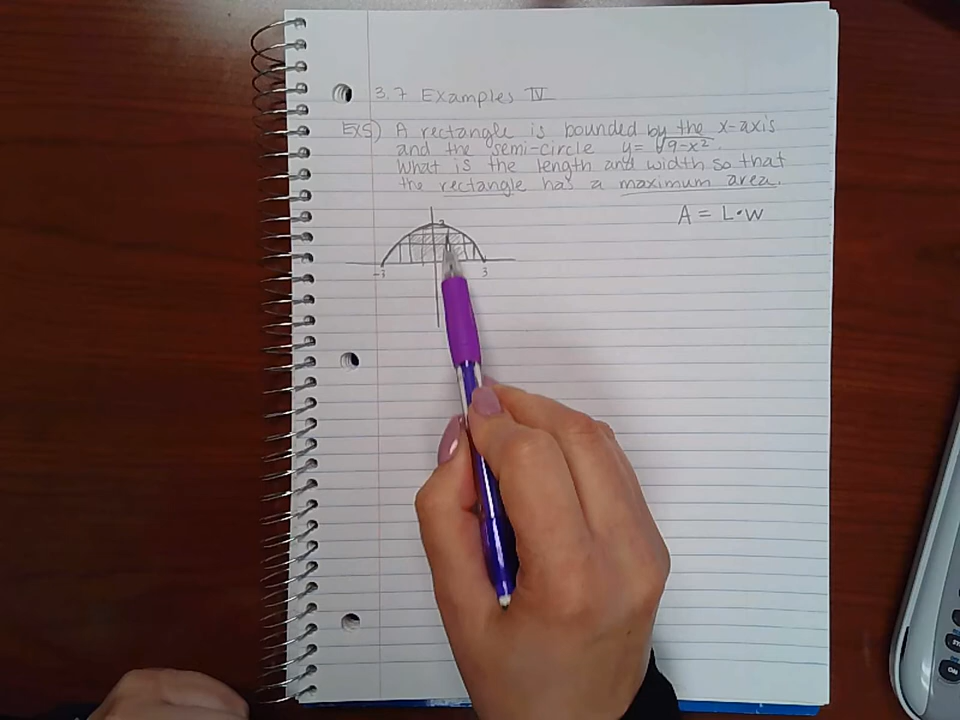 3.7 Examples IV
EX5) A rectangle is bounded by the x-axis
and the semi-circle y= √9-x².
What is the length and width so that
the rectangle has a maximum area.
A = L•W
3
-3 3